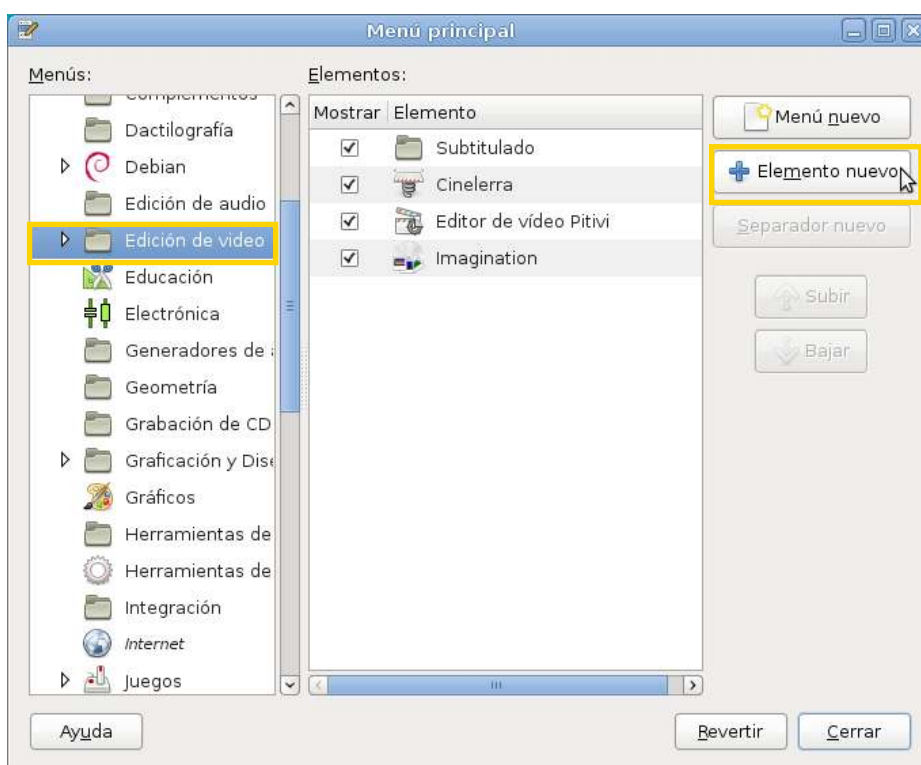 Menú principal
Menús:
Elementos:
Complementos
Dactilografía
Debian
Edición de audio
Edición de video
Educación
Electrónica
Generadores de
Geometría
Grabación de CD
Graficación y Dise
Gráficos
Herramientas de
Herramientas de
Integración
Internet
Juegos
Mostrar Elemento
Subtitulado
Cinelerra
Editor de vídeo Pitivi
Imagination
Menú nuevo
Elemento nuevo
Separador nuevo
Subir
Bajar
Ayuda
Revertir
Cerrar